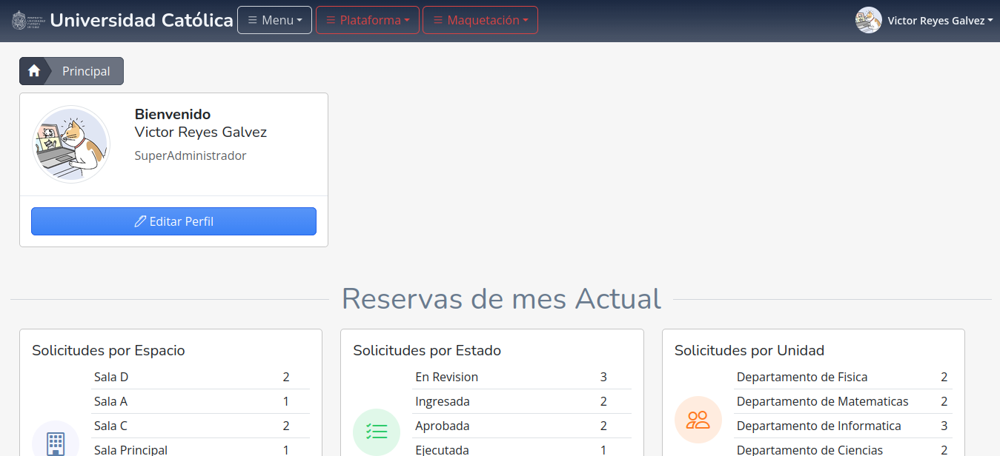 Universidad Católica
Menu
Plataforma
Maquetación
Victor Reyes Galvez
Principal
Bienvenido
Victor Reyes Galvez
SuperAdministrador
Editar Perfil
Reservas de mes Actual
Solicitudes por Espacio
Sala D 2
Sala A 1
Sala C 2
Sala Principal 1
Solicitudes por Estado
En Revision 3
Ingresada 2
Aprobada 2
Ejecutada 1
Solicitudes por Unidad
Departamento de Fisica 2
Departamento de Matematicas 2
Departamento de Informatica 3
Departamento de Ciencias 2